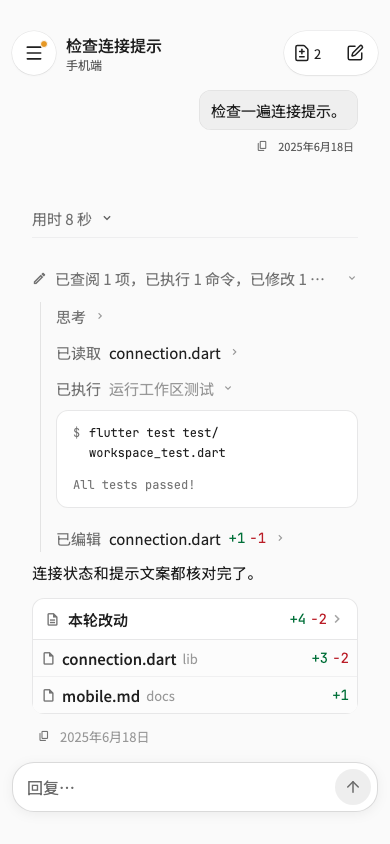 检查连接提示
手机端
2
检查一遍连接提示。
2025年6月18日
用时 8 秒
已查阅 1 项，已执行 1 命令，已修改 1 …
思考
已读取 connection.dart
已执行 运行工作区测试
$ flutter test test/
workspace_test.dart
All tests passed!
已编辑 connection.dart +1 -1
连接状态和提示文案都核对完了。
本轮改动 +4 -2
connection.dart lib +3 -2
mobile.md docs +1
2025年6月18日
回复…